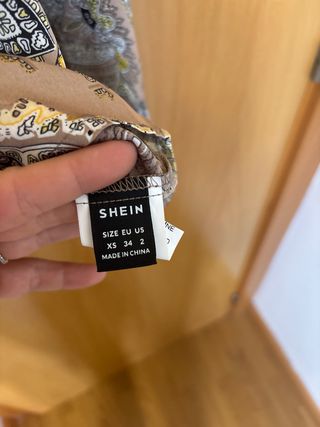 SHEIN
SIZE EU US
XS 34 2
MADE IN CHINA